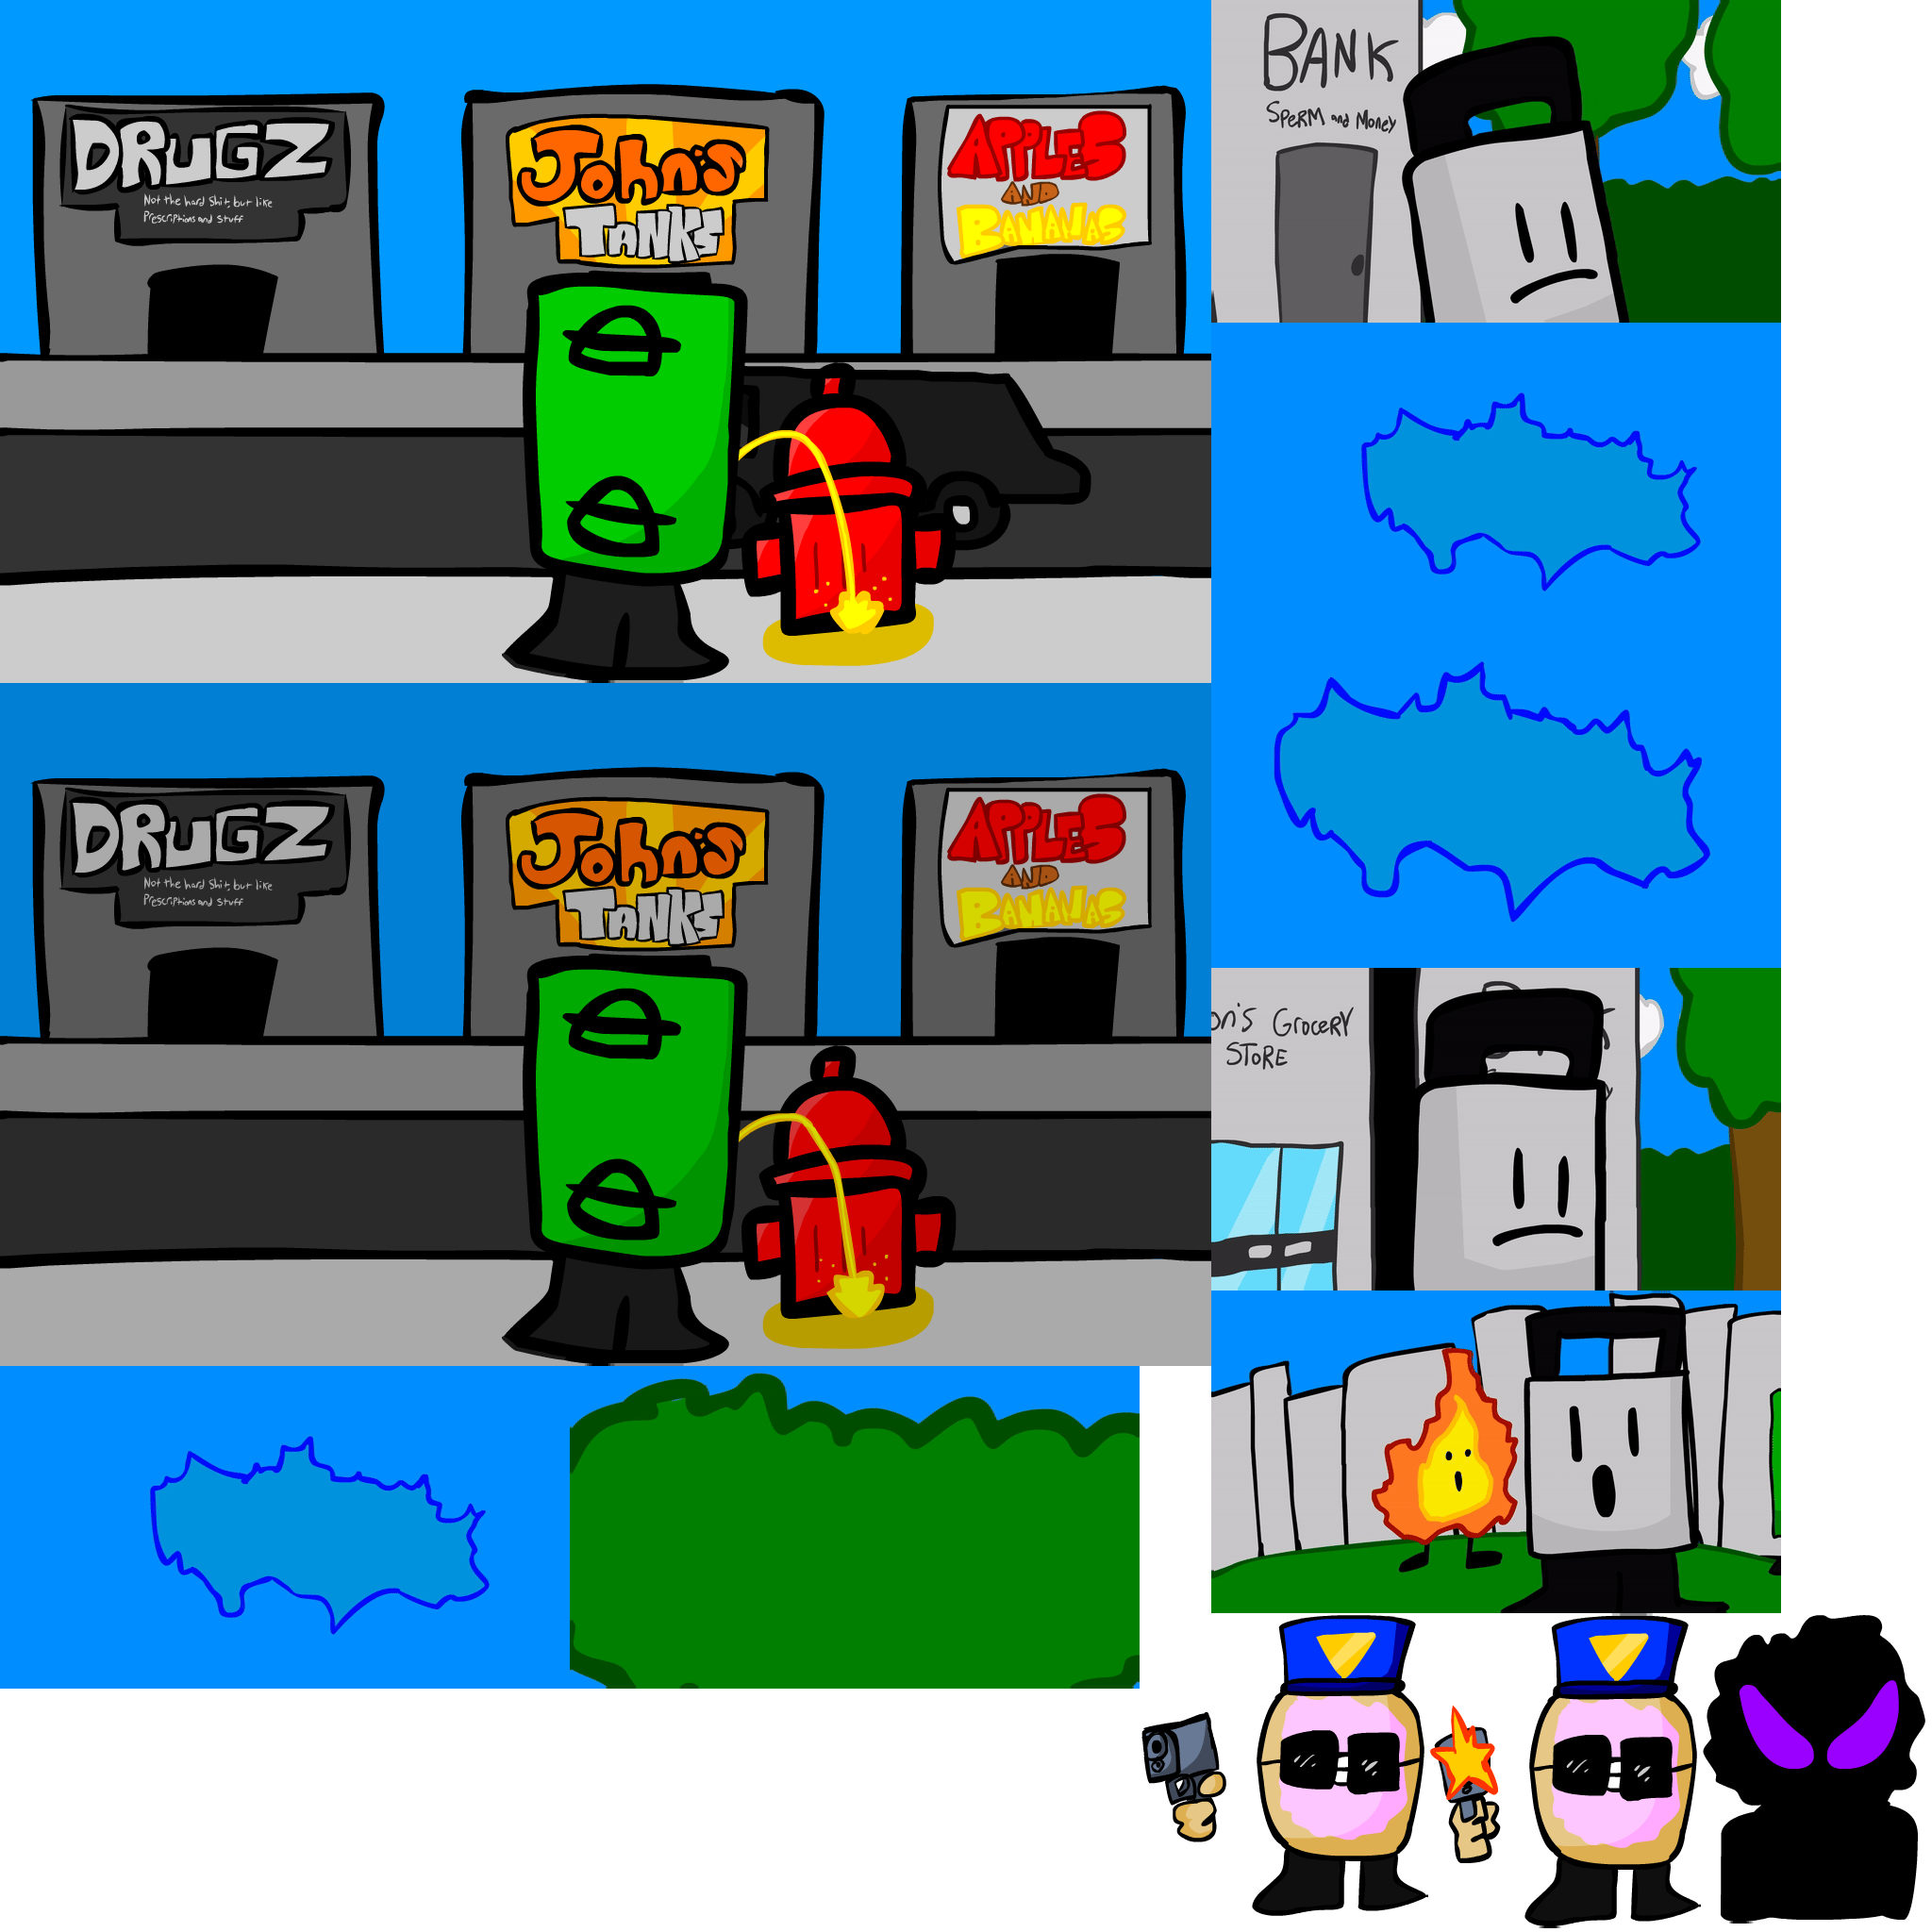 DRUGZ
Not the hard Shit, but like
Prescriptions and stuff
John's
TANKS
APPLES
AND
BANANAS
BANK
SPERM and Money
DRUGZ
Not the hard Shit, but like
Prescriptions and stuff
John's
TANKS
APPLES
AND
BANANAS
on's GrocerY
STORE